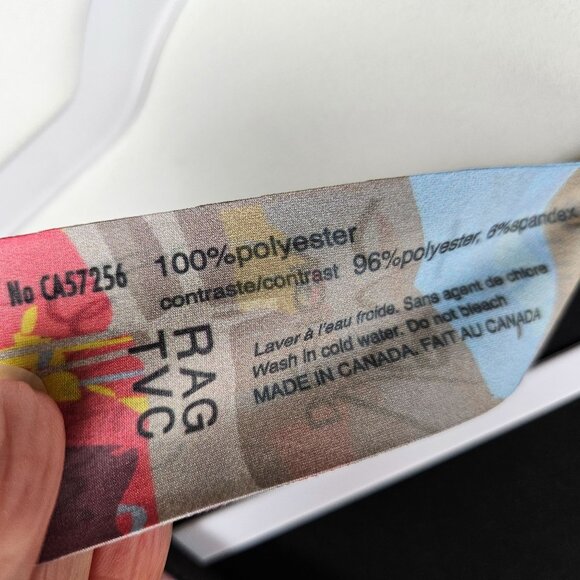 No CA57256
100%polyester
contraste/contrast 96%polyester, 6%spandex
RAG
TVC
Laver à l'eau froide. Sans agent de chlore
Wash in cold water. Do not bleach
MADE IN CANADA. FAIT AU CANADA